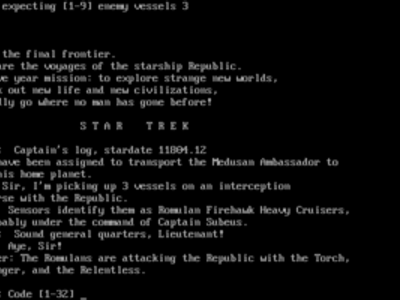 expecting [1-9] enemy vessels 3
the final frontier.
are the voyages of the starship Republic.
ve year mission: to explore strange new worlds,
k out new life and new civilizations,
lly go where no man has gone before!
S T A R   T R E K
: Captain's log, stardate 11804.12
have been assigned to transport the Medusan Ambassador to
his home planet.
Sir, I'm picking up 3 vessels on an interception
rse with the Republic.
Sensors identify them as Romulan Firehawk Heavy Cruisers,
bably under the command of Captain Subeus.
: Sound general quarters, Lieutenant!
Aye, Sir!
er: The Romulans are attacking the Republic with the Torch,
nger, and the Relentless.
: Code [1-32] _